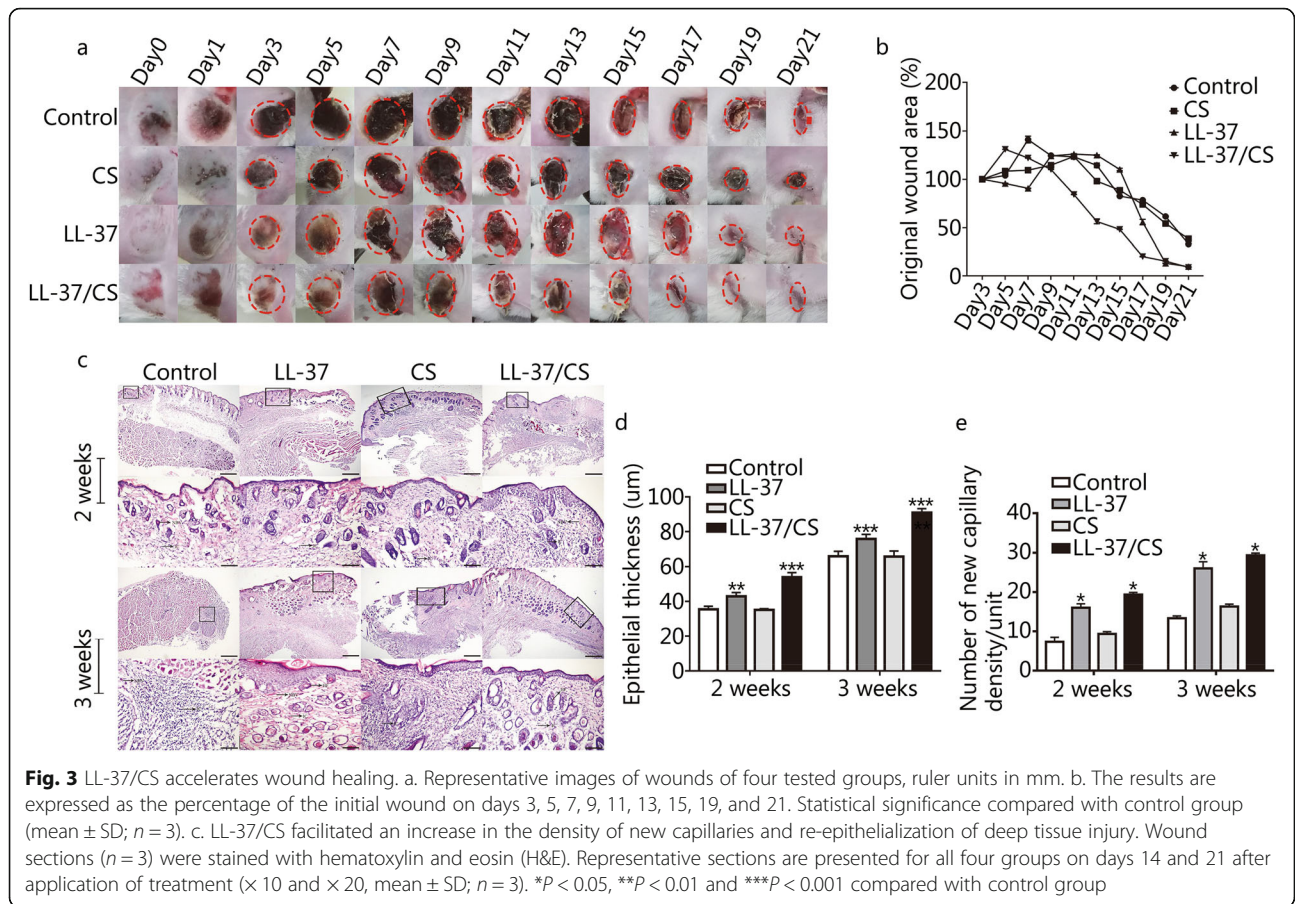 a
Day0 Day1 Day3 Day5 Day7 Day9 Day11 Day13 Day15 Day17 Day19 Day21
Control
CS
LL-37
LL-37/CS
b
Original wound area (%)
200
150
100
50
0
Day3 Day5 Day7 Day9 Day11 Day13 Day15 Day17 Day19 Day21
Control
CS
LL-37
LL-37/CS
c
Control LL-37 CS LL-37/CS
2 weeks
3 weeks
d
Control
LL-37
CS
LL-37/CS
Epithelial thickness (um)
100
80
60
40
20
0
** *** *** *** **
2 weeks 3 weeks
e
Control
LL-37
CS
LL-37/CS
Number of new capillary
density/unit
40
30
20
10
0
* * * *
2 weeks 3 weeks
Fig. 3 LL-37/CS accelerates wound healing. a. Representative images of wounds of four tested groups, ruler units in mm. b. The results are
expressed as the percentage of the initial wound on days 3, 5, 7, 9, 11, 13, 15, 19, and 21. Statistical significance compared with control group
(mean ± SD; n = 3). c. LL-37/CS facilitated an increase in the density of new capillaries and re-epithelialization of deep tissue injury. Wound
sections (n = 3) were stained with hematoxylin and eosin (H&E). Representative sections are presented for all four groups on days 14 and 21 after
application of treatment (× 10 and × 20, mean ± SD; n = 3). *P < 0.05, **P < 0.01 and ***P < 0.001 compared with control group